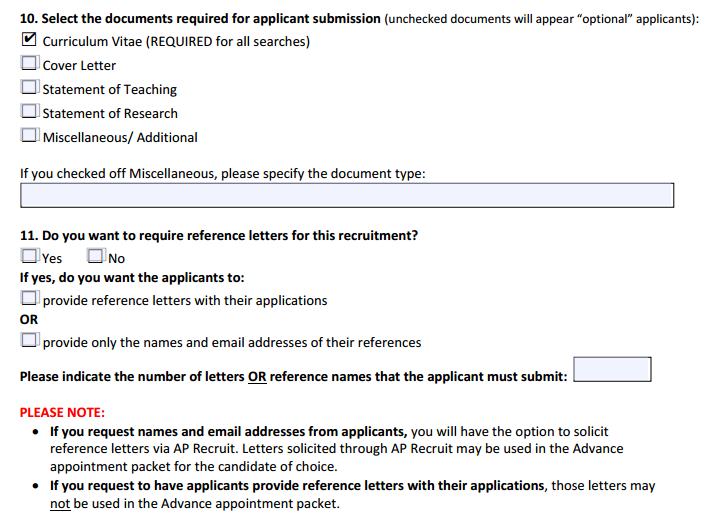 10. Select the documents required for applicant submission (unchecked documents will appear “optional” applicants):
Curriculum Vitae (REQUIRED for all searches)
Cover Letter
Statement of Teaching
Statement of Research
Miscellaneous/ Additional
If you checked off Miscellaneous, please specify the document type:
11. Do you want to require reference letters for this recruitment?
Yes No
If yes, do you want the applicants to:
provide reference letters with their applications
OR
provide only the names and email addresses of their references
Please indicate the number of letters OR reference names that the applicant must submit:
PLEASE NOTE:
• If you request names and email addresses from applicants, you will have the option to solicit
reference letters via AP Recruit. Letters solicited through AP Recruit may be used in the Advance
appointment packet for the candidate of choice.
• If you request to have applicants provide reference letters with their applications, those letters may
not be used in the Advance appointment packet.